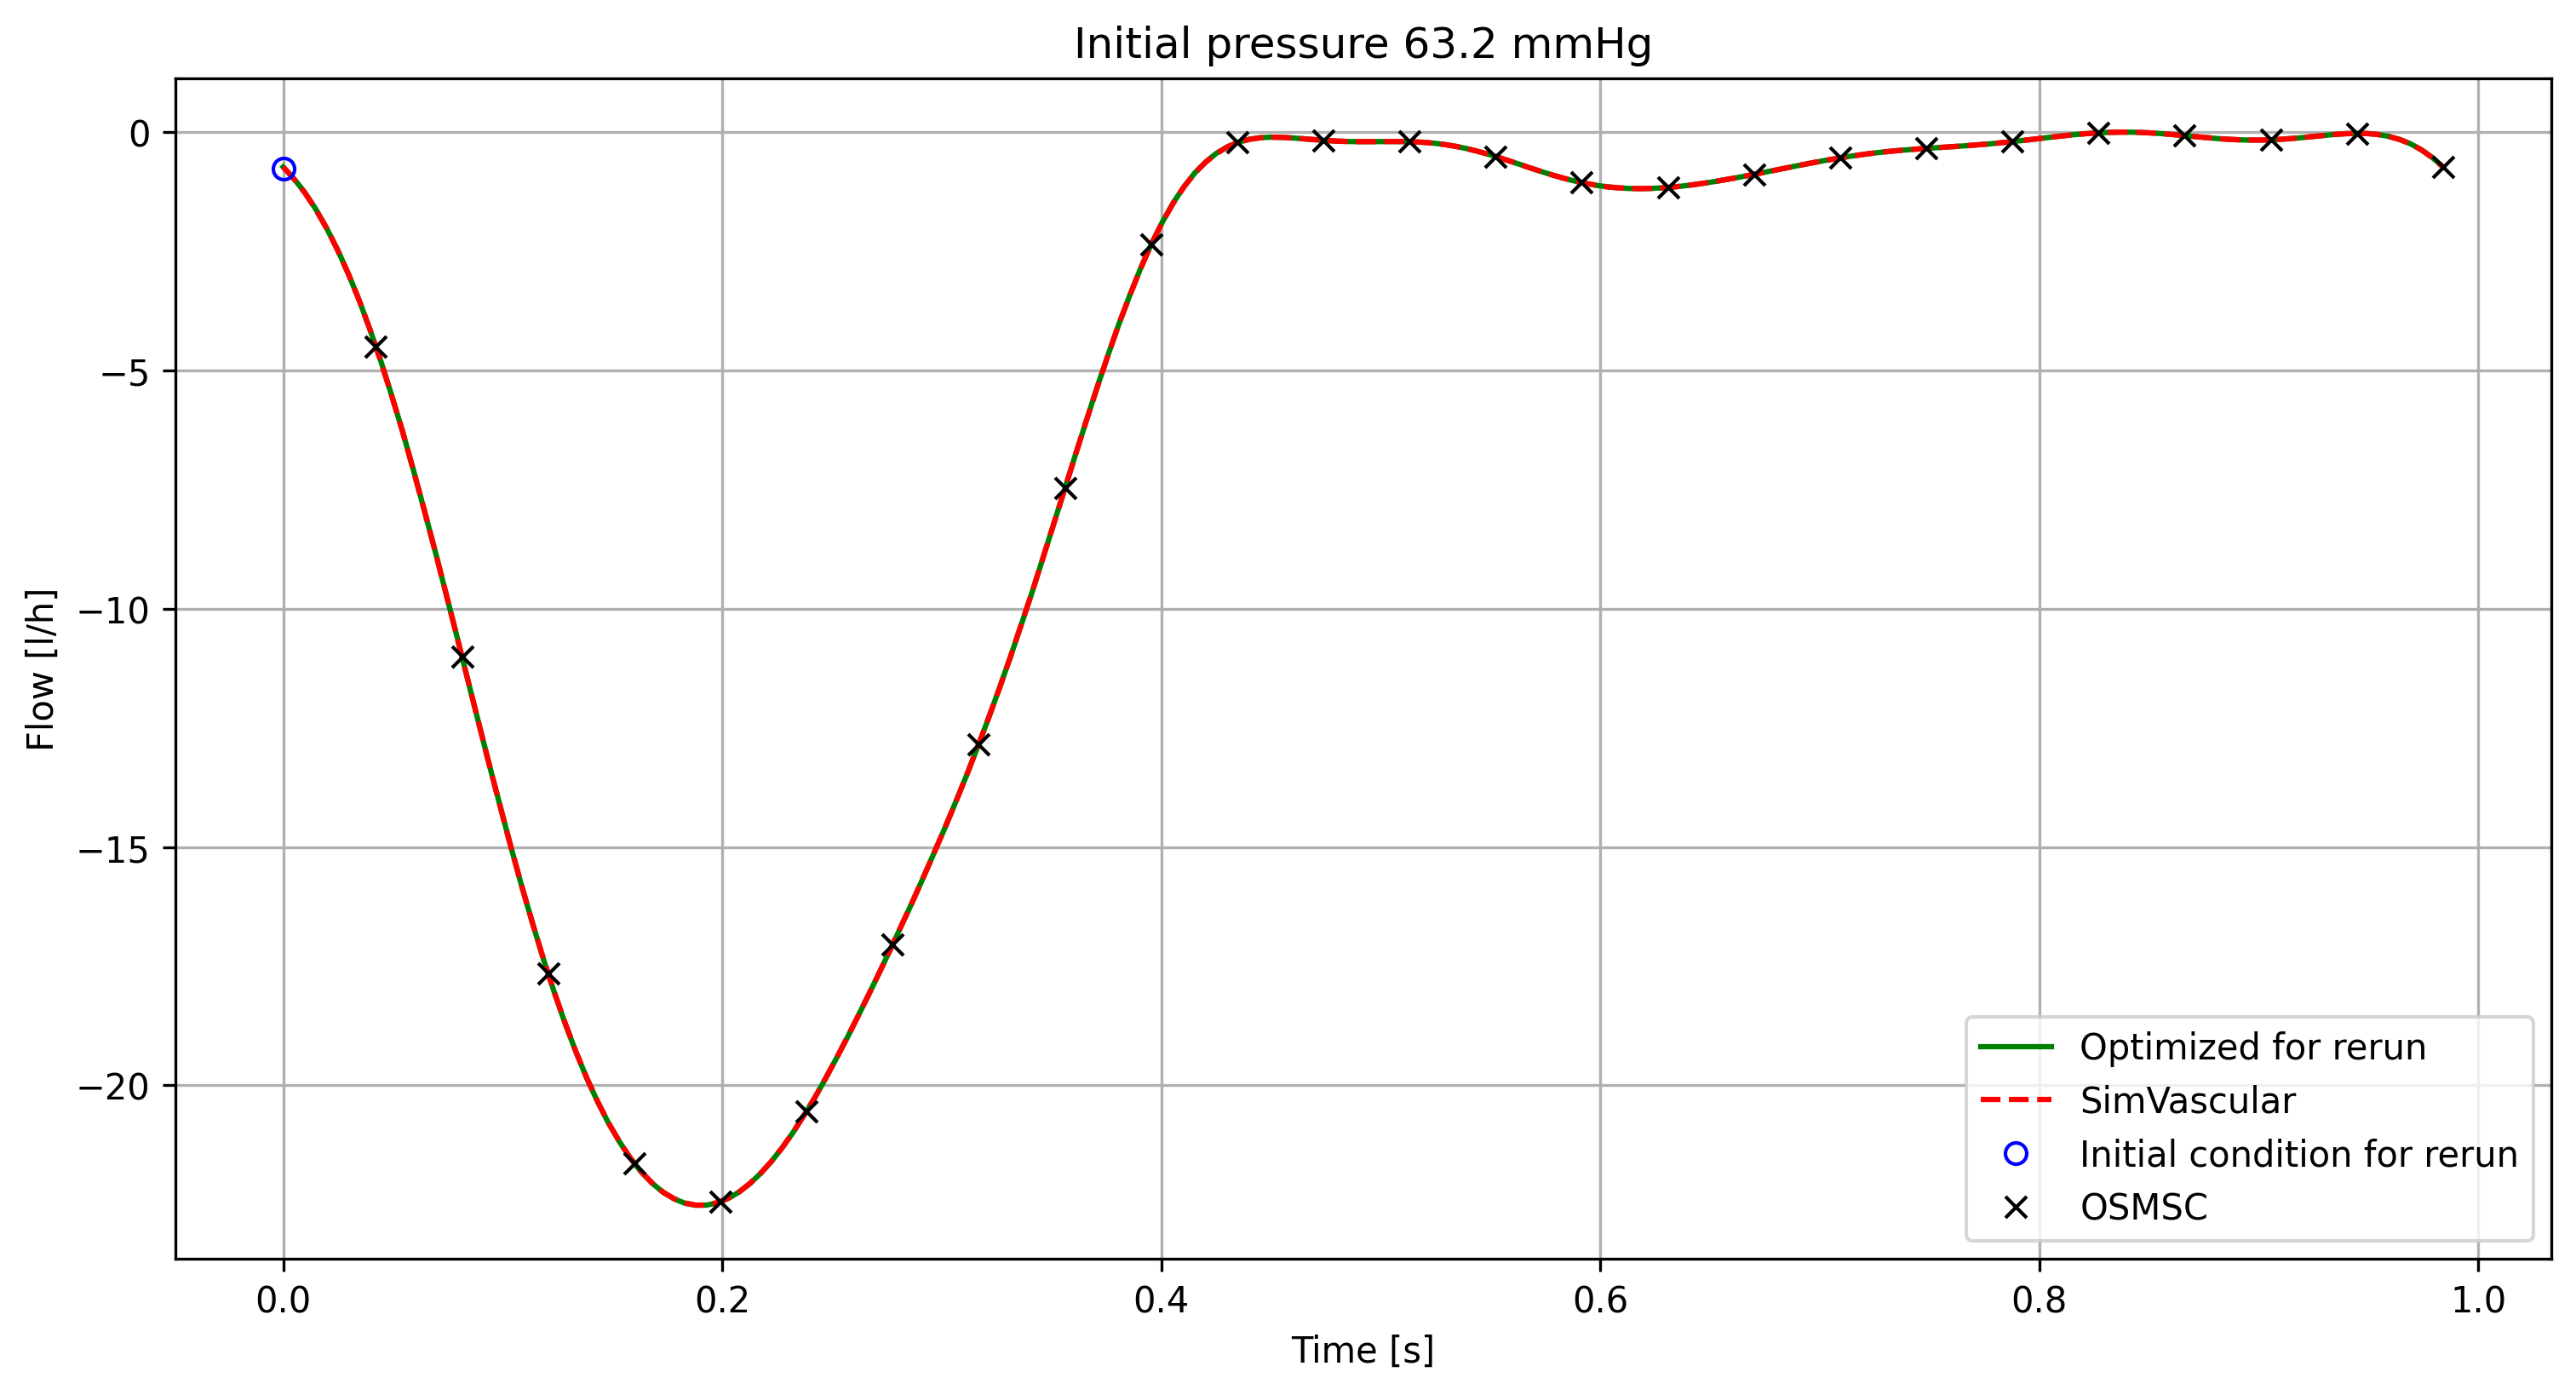 Initial pressure 63.2 mmHg
0
−5
−10
−15
−20
Flow [l/h]
Optimized for rerun
SimVascular
Initial condition for rerun
OSMSC
0.0 0.2 0.4 0.6 0.8 1.0
Time [s]